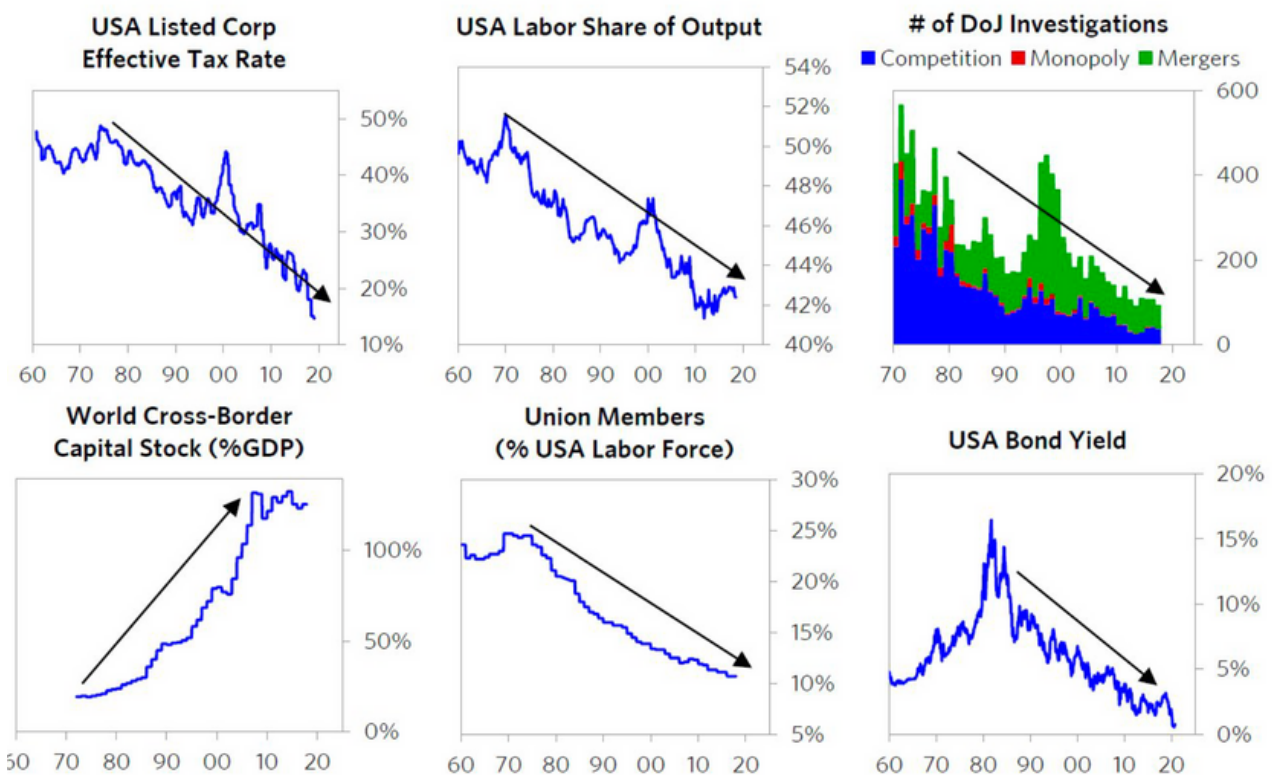 USA Listed Corp
Effective Tax Rate
50%
40%
30%
20%
10%
60 70 80 90 00 10 20
USA Labor Share of Output
54%
52%
50%
48%
46%
44%
42%
40%
60 70 80 90 00 10 20
# of DoJ Investigations
Competition Monopoly Mergers
600
400
200
0
70 80 90 00 10 20
World Cross-Border
Capital Stock (%GDP)
100%
50%
0%
60 70 80 90 00 10 20
Union Members
(% USA Labor Force)
30%
25%
20%
15%
10%
5%
60 70 80 90 00 10 20
USA Bond Yield
20%
15%
10%
5%
0%
60 70 80 90 00 10 20